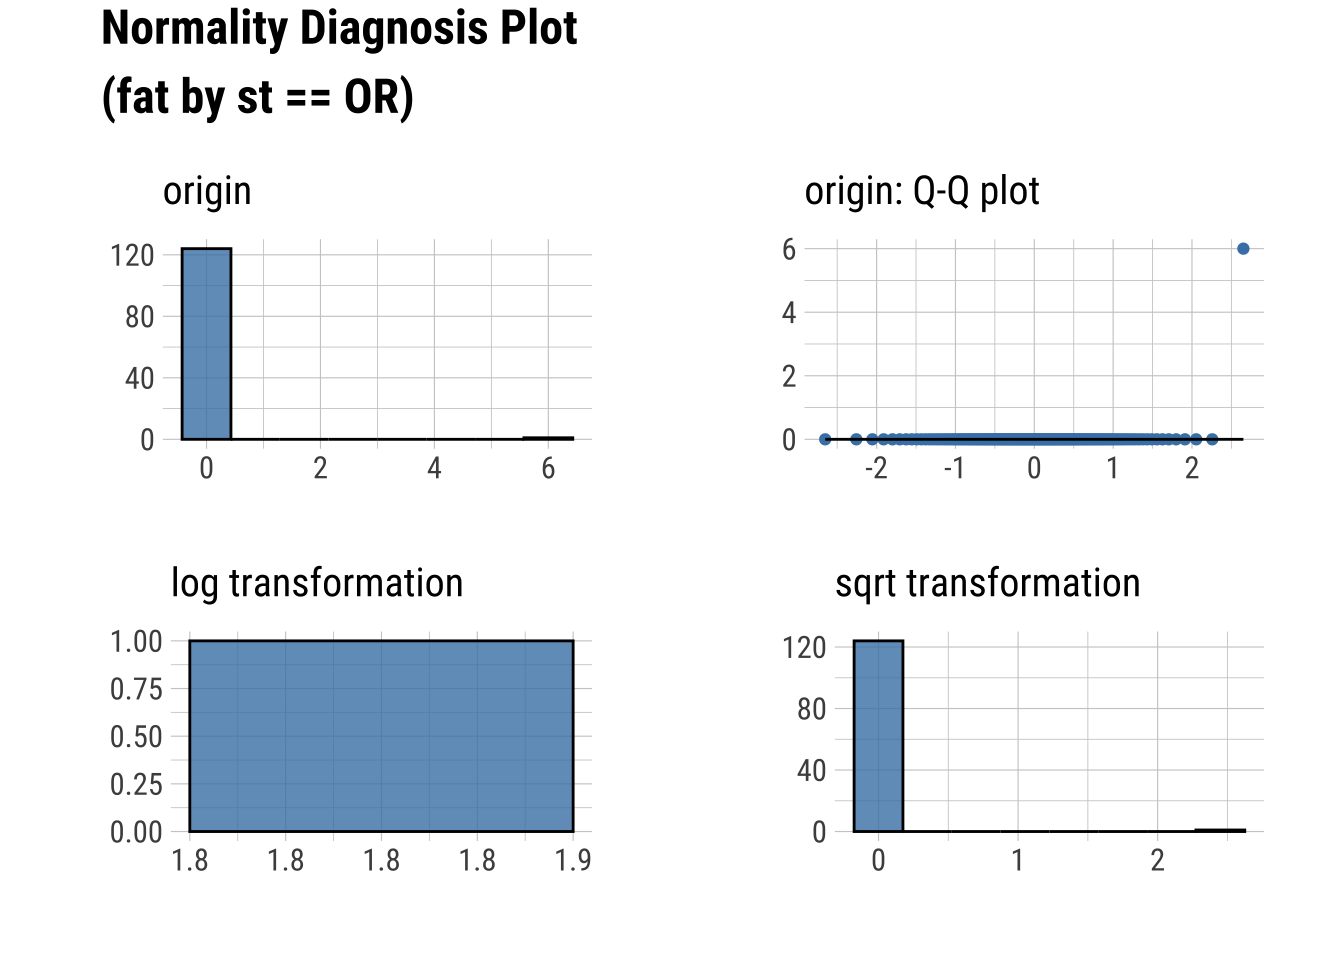 Normality Diagnosis Plot
(fat by st == OR)
origin
120
80
40
0
0 2 4 6
origin: Q-Q plot
6
4
2
0
-2 -1 0 1 2
log transformation
1.00
0.75
0.50
0.25
0.00
1.8 1.8 1.8 1.8 1.9
sqrt transformation
120
80
40
0
0 1 2